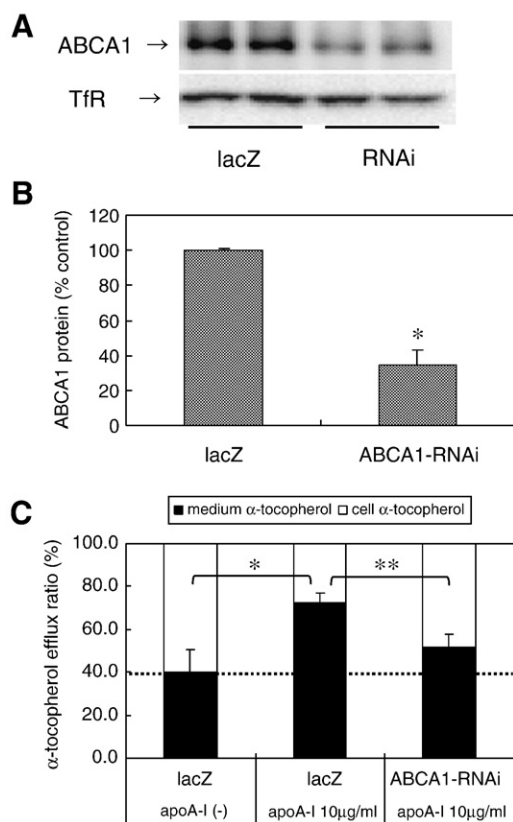 A
ABCA1 →
TfR →
lacZ RNAi
B
ABCA1 protein (% control)
120
100
80
60
40
20
0
*
lacZ ABCA1-RNAi
C
■ medium α-tocopherol □ cell α-tocopherol
α-tocopherol efflux ratio (%)
100.0
80.0
60.0
40.0
20.0
0.0
* **
lacZ lacZ ABCA1-RNAi
apoA-I (-) apoA-I 10μg/ml apoA-I 10μg/ml